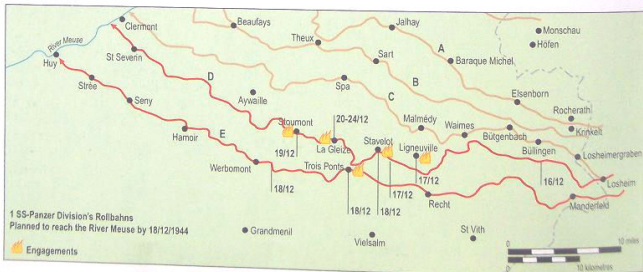 Clermont
Beaufays
Theux
Jalhay
A
Monschau
Höfen
River Meuse
Huy
St Severin
D
Sart
B
Baraque Michel
Strée
Seny
Aywaille
Spa
C
Elsenborn
20-24/12
Rocherath
Krinkelt
Hamoir
E
Stoumont
19/12
La Gleize
Stavelot
Malmédy
Waimes
Bütgenbach
Ligneuville
Büllingen
Losheimergraben
Werbomont
Trois Ponts
17/12
16/12
Losheim
18/12
17/12
18/12
18/12
Recht
Manderfeld
1 SS-Panzer Division's Rollbahns
Planned to reach the River Meuse by 18/12/1944
Grandmenil
Vielsalm
St Vith
Engagements
0
10 miles
0
10 kilometres